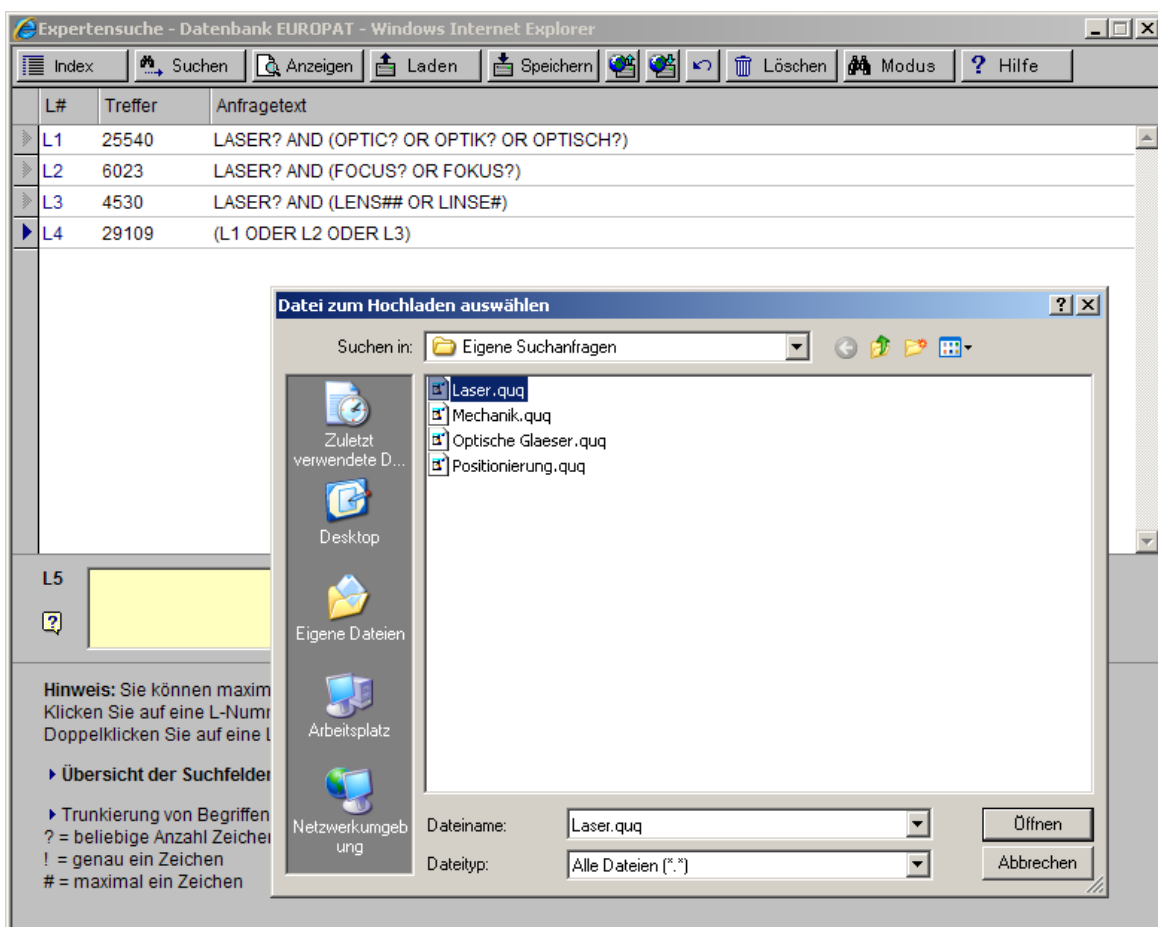 Expertensuche - Datenbank EUROPAT - Windows Internet Explorer
Index Suchen Anzeigen Laden Speichern Löschen Modus ? Hilfe
L# Treffer Anfragetext
L1 25540 LASER? AND (OPTIC? OR OPTIK? OR OPTISCH?)
L2 6023 LASER? AND (FOCUS? OR FOKUS?)
L3 4530 LASER? AND (LENS## OR LINSE#)
L4 29109 (L1 ODER L2 ODER L3)
Datei zum Hochladen auswählen
Suchen in: Eigene Suchanfragen
Laser.quq
Mechanik.quq
Optische Glaeser.quq
Positionierung.quq
Zuletzt
verwendete D...
Desktop
Eigene Dateien
Arbeitsplatz
Netzwerkumgeb
ung
Dateiname: Laser.quq Öffnen
Dateityp: Alle Dateien (*.*) Abbrechen
L5
?
Hinweis: Sie können maxim
Klicken Sie auf eine L-Num
Doppelklicken Sie auf eine L
Übersicht der Suchfelder
Trunkierung von Begriffen
? = beliebige Anzahl Zeichen
! = genau ein Zeichen
# = maximal ein Zeichen